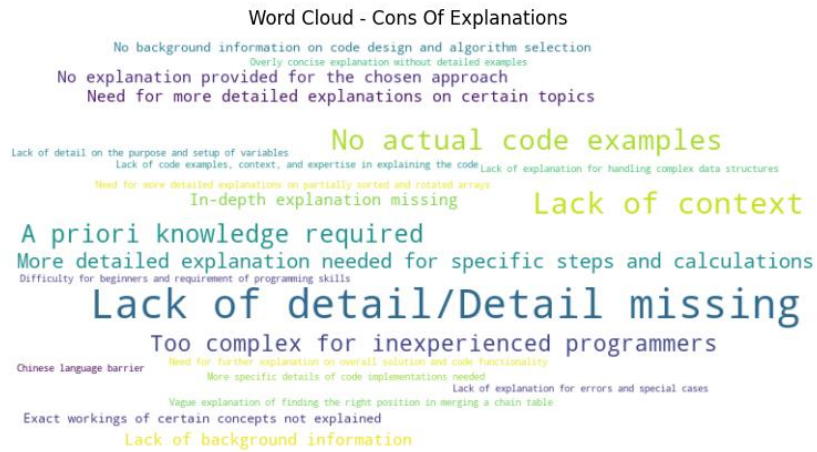 Word Cloud - Cons Of Explanations
No background information on code design and algorithm selection
Overly concise explanation without detailed examples
No explanation provided for the chosen approach
Need for more detailed explanations on certain topics
No actual code examples
Lack of detail on the purpose and setup of variables
Lack of code examples, context, and expertise in explaining the code
Lack of explanation for handling complex data structures
Need for more detailed explanations on partially sorted and rotated arrays
In-depth explanation missing
Lack of context
A priori knowledge required
More detailed explanation needed for specific steps and calculations
Difficulty for beginners and requirement of programming skills
Lack of detail/Detail missing
Too complex for inexperienced programmers
Need for further explanation on overall solution and code functionality
Chinese language barrier
More specific details of code implementations needed
Lack of explanation for errors and special cases
Vague explanation of finding the right position in merging a chain table
Exact workings of certain concepts not explained
Lack of background information